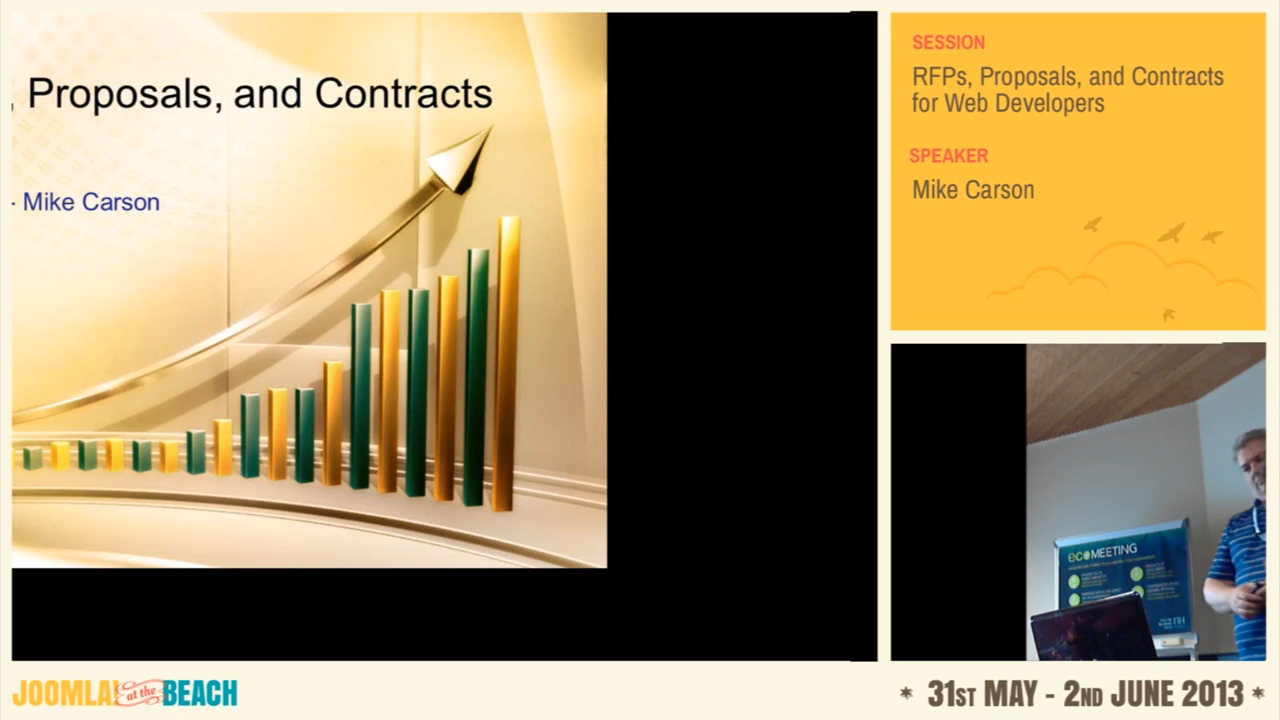 , Proposals, and Contracts
- Mike Carson
SESSION
RFPs, Proposals, and Contracts
for Web Developers
SPEAKER
Mike Carson
ecoMEETING
nh
JOOMLA! at the BEACH
* 31ST MAY - 2ND JUNE 2013 *